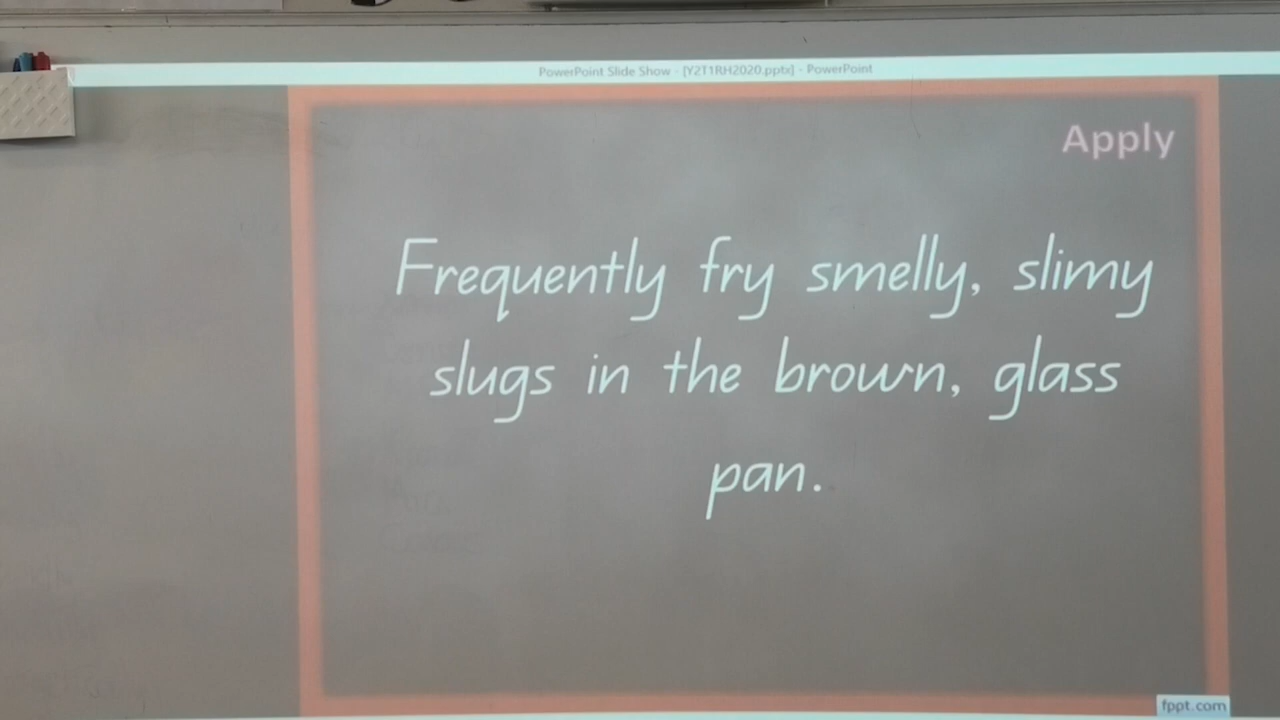 PowerPoint Slide Show - [Y2T1RH2020.pptx] - PowerPoint
Apply
Frequently fry smelly, slimy
slugs in the brown, glass
pan.
fppt.com